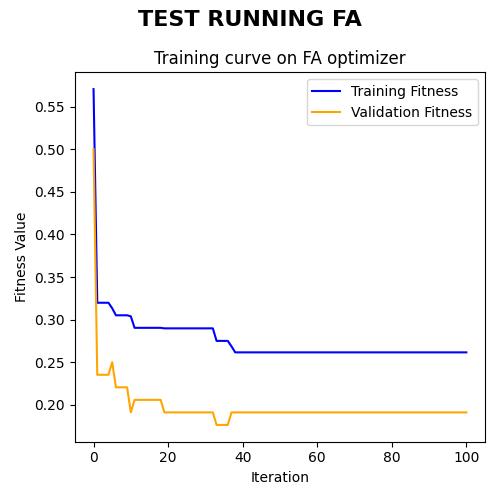 TEST RUNNING FA
Training curve on FA optimizer
Training Fitness
Validation Fitness
0.55
0.50
0.45
0.40
0.35
0.30
0.25
0.20
Fitness Value
0 20 40 60 80 100
Iteration